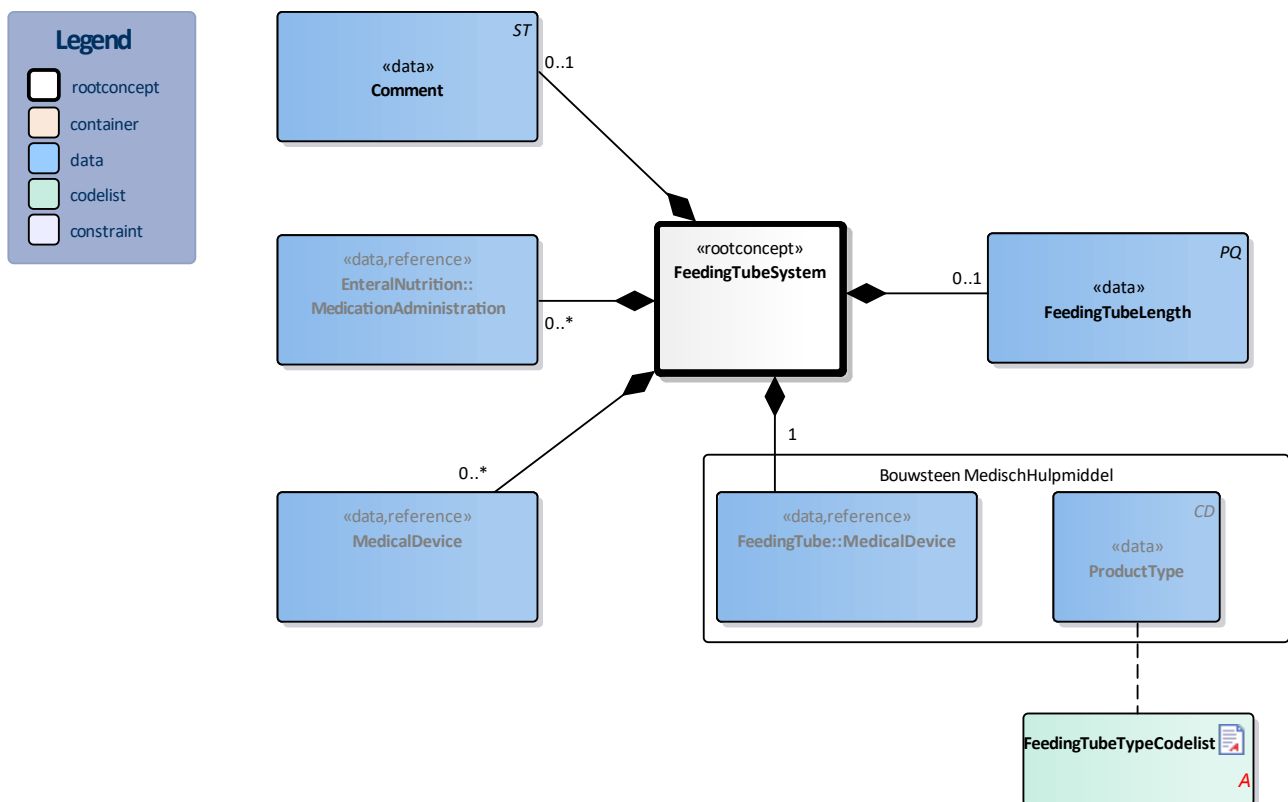 Legend
rootconcept
container
data
codelist
constraint
ST
«data»
Comment
0..1
«data,reference»
EnteralNutrition::
MedicationAdministration
0..*
«rootconcept»
FeedingTubeSystem
0..1
PQ
«data»
FeedingTubeLength
0..*
«data,reference»
MedicalDevice
1
Bouwsteen MedischHulpmiddel
«data,reference»
FeedingTube::MedicalDevice
CD
«data»
ProductType
FeedingTubeTypeCodelist
A